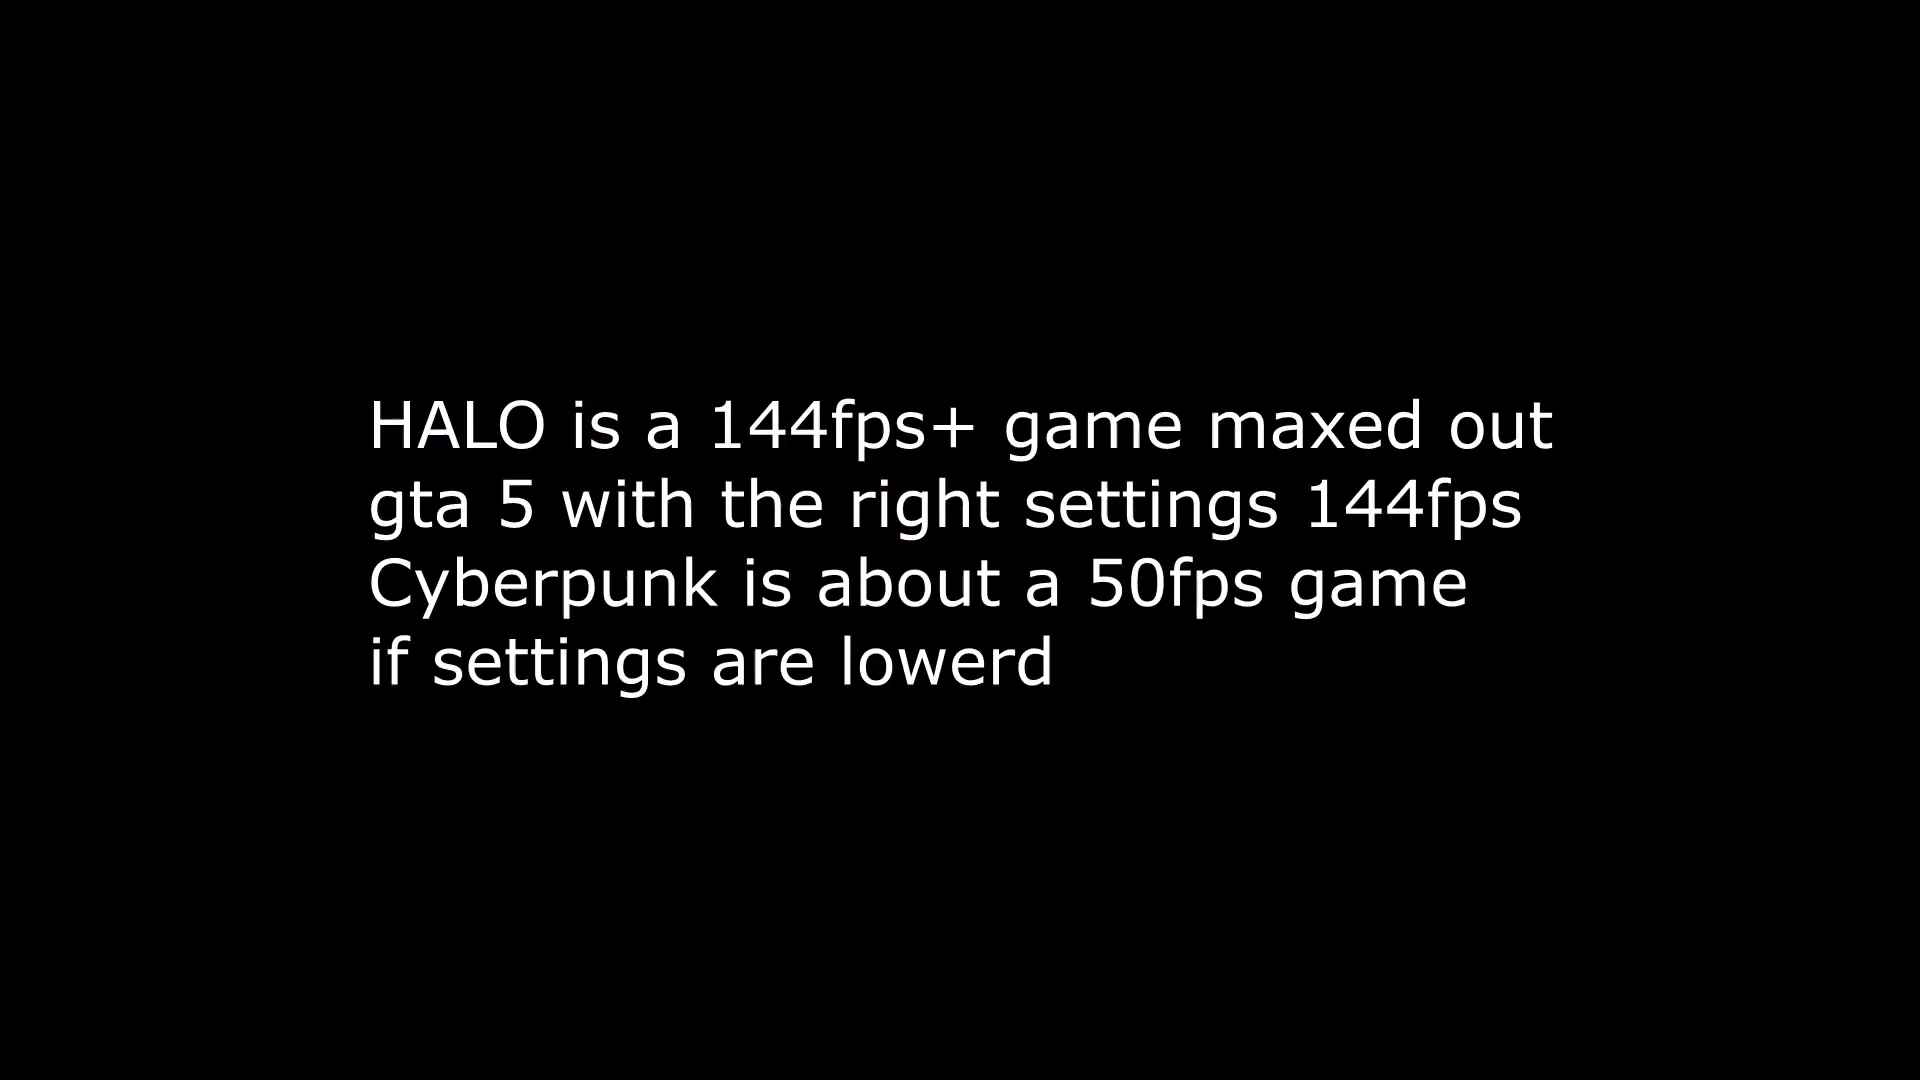 HALO is a 144fps+ game maxed out
gta 5 with the right settings 144fps
Cyberpunk is about a 50fps game
if settings are lowerd